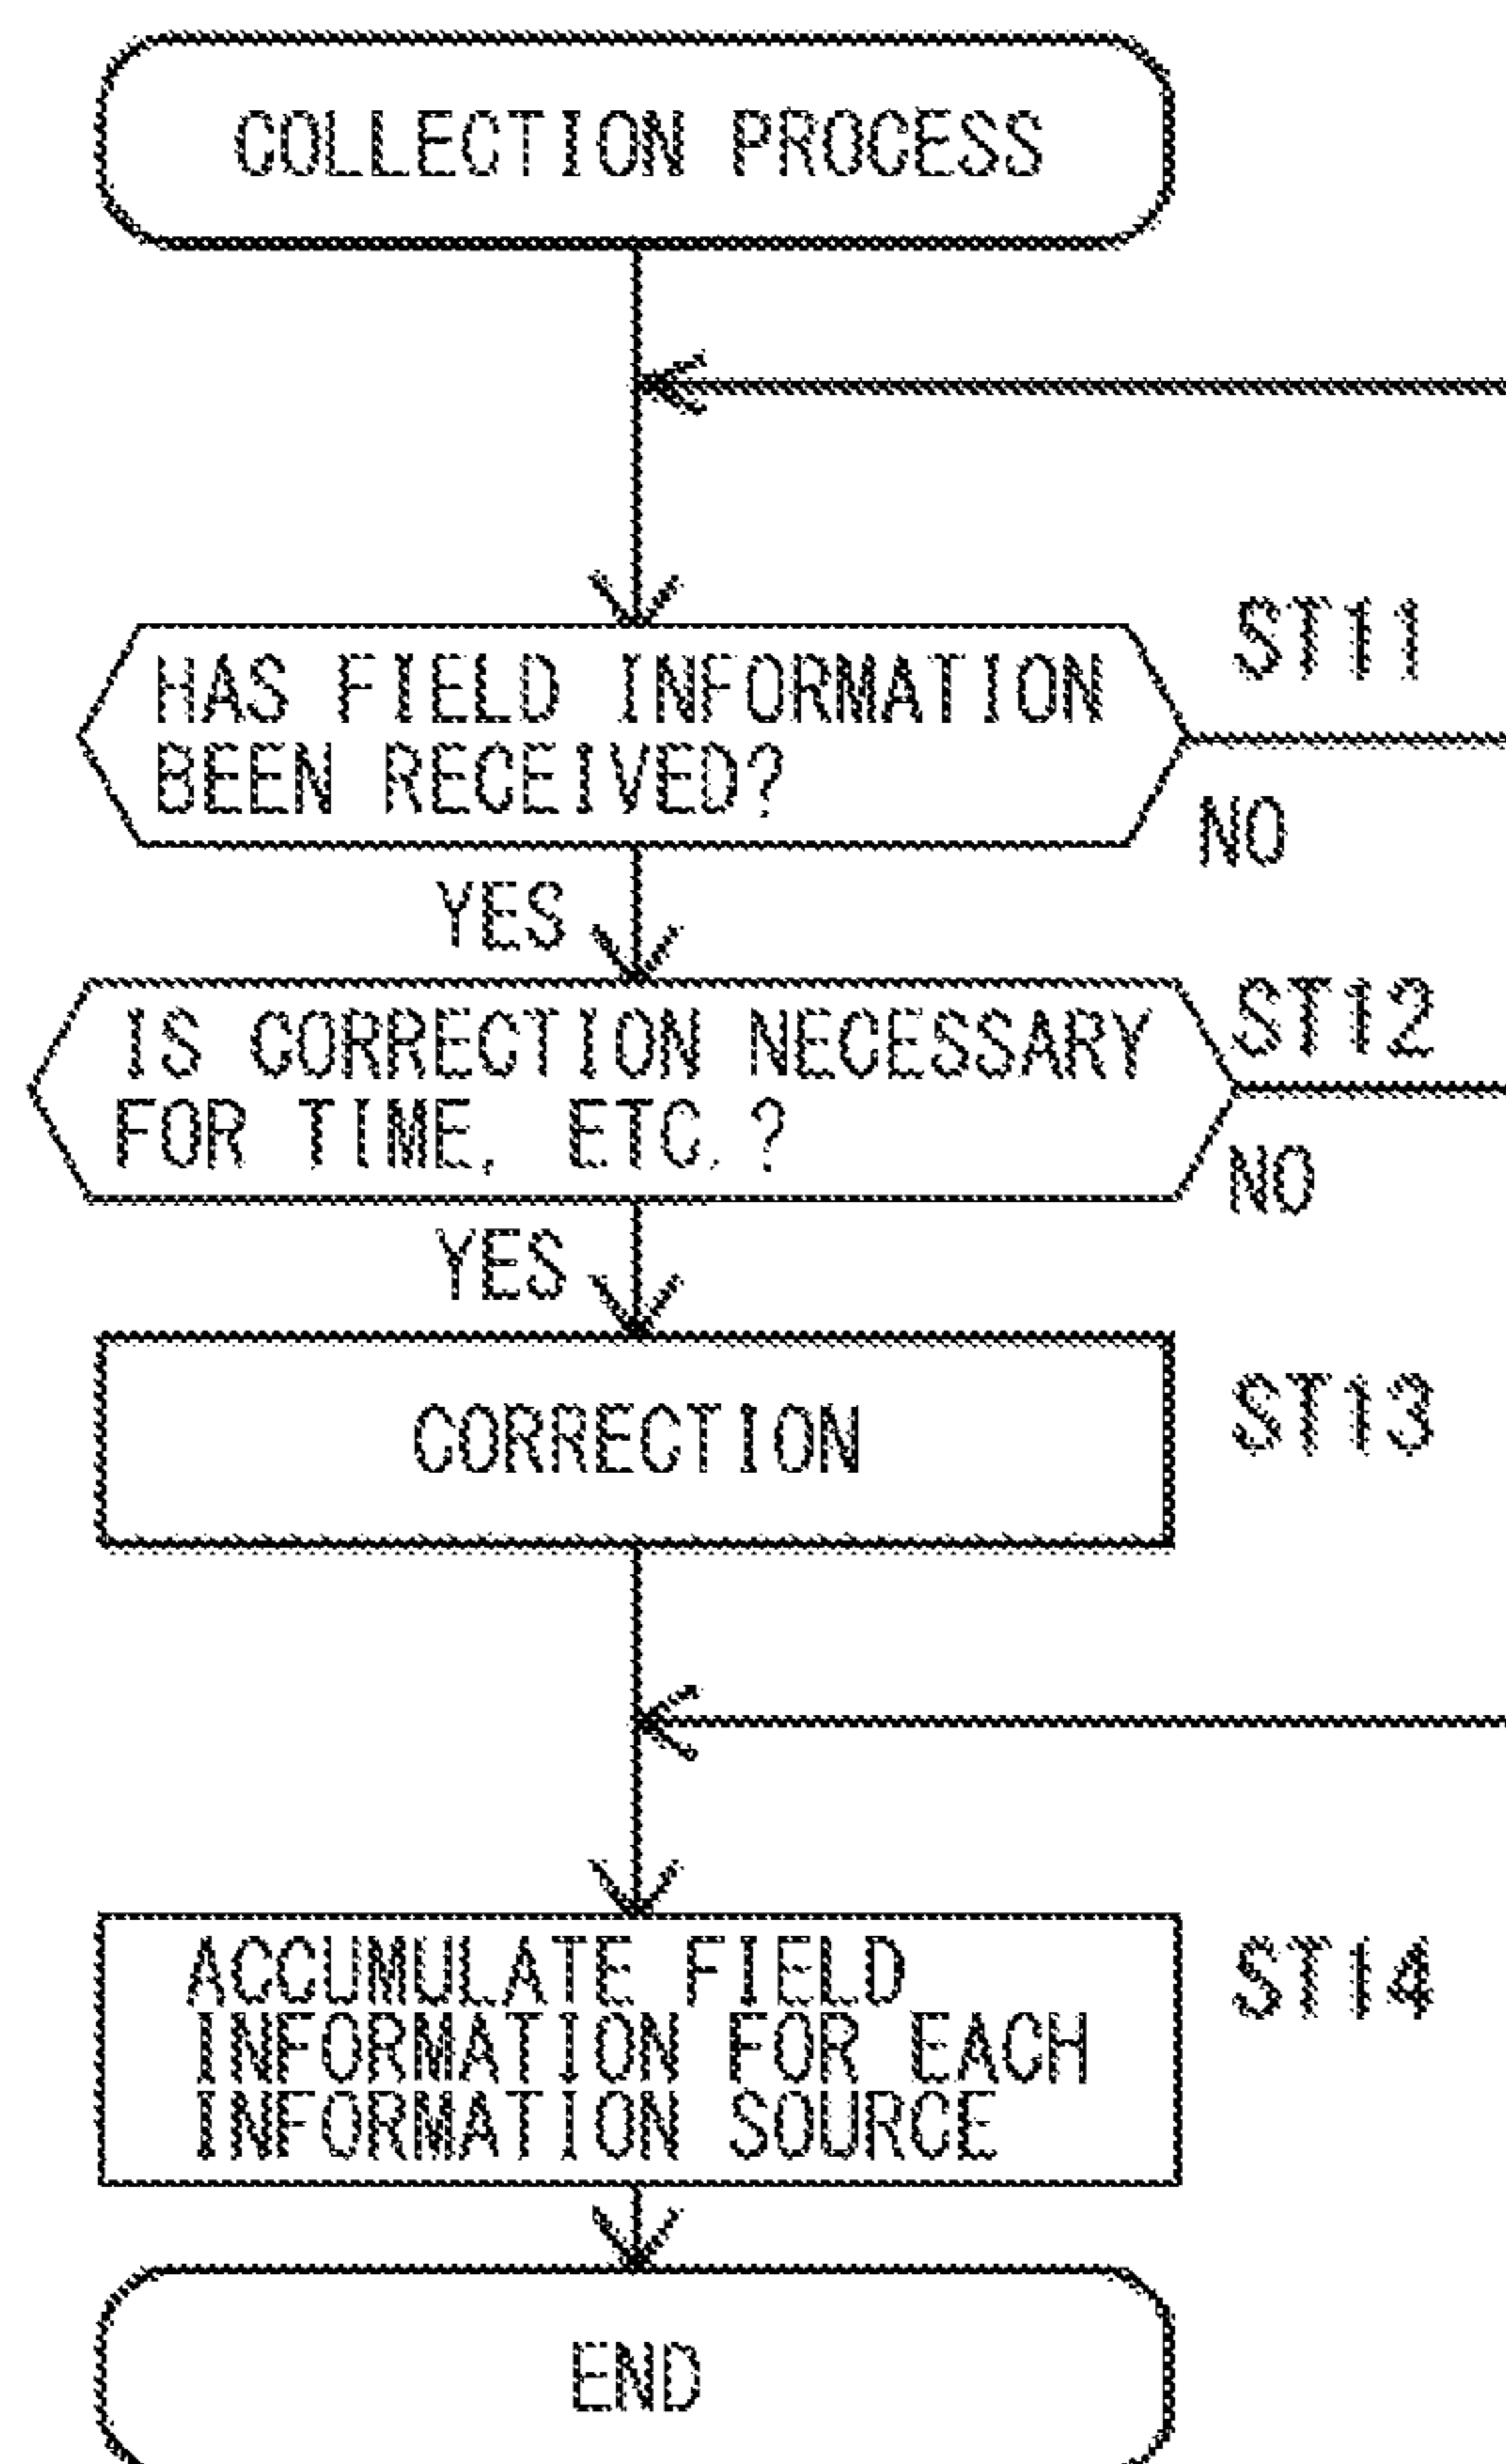 COLLECTION PROCESS
HAS FIELD INFORMATION
BEEN RECEIVED?
ST11
NO
YES
IS CORRECTION NECESSARY
FOR TIME, ETC.?
ST12
NO
YES
CORRECTION
ST13
ACCUMULATE FIELD
INFORMATION FOR EACH
INFORMATION SOURCE
ST14
END